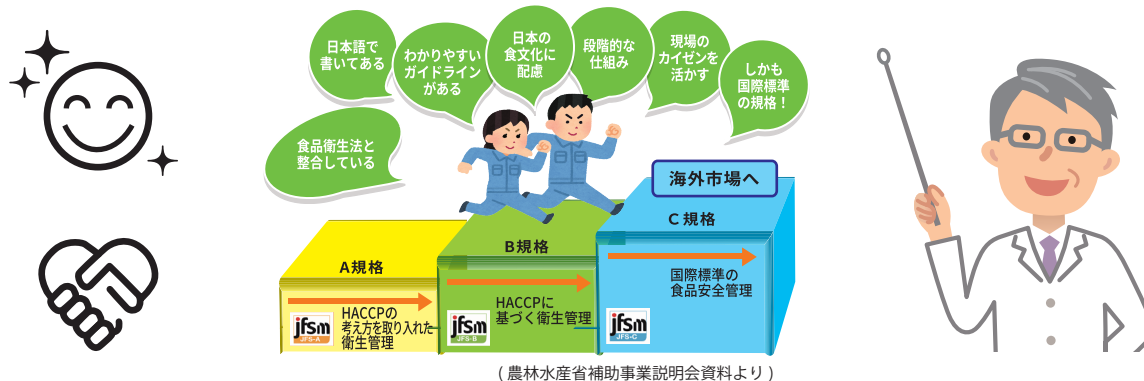 日本語で
書いてある
わかりやすい
ガイドライン
がある
日本の
食文化に
配慮
段階的な
仕組み
現場の
カイゼンを
活かす
しかも
国際標準
の規格！
食品衛生法と
整合している
海外市場へ
C規格
B規格
A規格
国際標準の
食品安全管理
HACCPに
基づく衛生管理
HACCPの
考え方を取り入れた
衛生管理
jfsm
JFS-A
jfsm
JFS-B
jfsm
JFS-C
( 農林水産省補助事業説明会資料より )